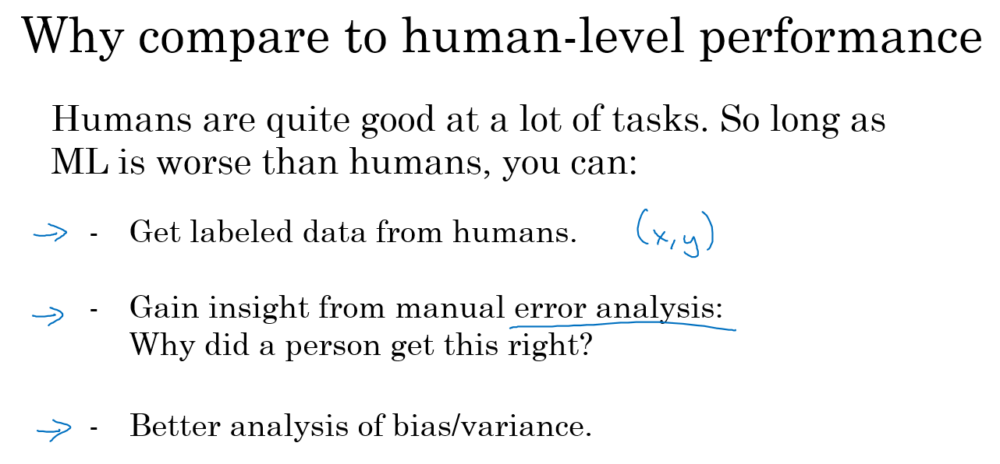 Why compare to human-level performance
Humans are quite good at a lot of tasks. So long as
ML is worse than humans, you can:
- Get labeled data from humans. (x,y)
- Gain insight from manual error analysis:
Why did a person get this right?
- Better analysis of bias/variance.